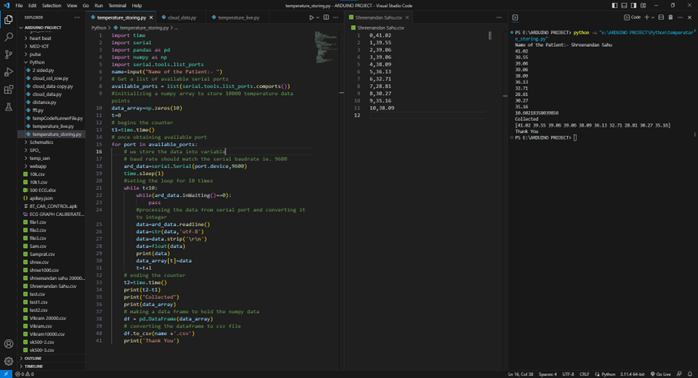 File Edit Selection View Go Run Terminal Help
temperature_storing.py - ARDUINO PROJECT - Visual Studio Code
EXPLORER
ARDUINO PROJECT
heart beat
MED-IOT
pulse
Python
2 sided.py
cloud_col_row.py
cloud_data copy.py
cloud_data.py
distance.py
fft.py
tempCodeRunnerFile.py
temperature_live.py
temperature_storing.py
Schematics
SPO_
temp_sen
webapp
10k.csv
10k1.csv
500 ECG.xlsx
apikey.json
BT_CAR_CONTROL.apk
ECG GRAPH CALIBERATE...
file1.csv
file2.csv
file3.csv
Sam.csv
Samprat.csv
shree.csv
shree1000.csv
shreenandan sahu 20000...
Shreenandan Sahu.csv
test.csv
test1.csv
test2.csv
Vikram 20000.csv
Vikram.csv
Vikram10000.csv
vk500-2.csv
vk500-3.csv
OUTLINE
TIMELINE
temperature_storing.py
cloud_data.py
temperature_live.py
Python > temperature_storing.py > ...
1 import time
2 import serial
3 import pandas as pd
4 import numpy as np
5 import serial.tools.list_ports
6 name=input("Name of the Patient:- ")
7 # Get a list of available serial ports
8 available_ports = list(serial.tools.list_ports.comports())
9 #initializing a numpy array to store 10000 temperature data
points
10 data_array=np.zeros(10)
11 t=0
12 # begins the counter
13 t1=time.time()
14 # once obtaining available port
15 for port in available_ports:
16 # we store the data into variable
17 # baud rate should match the serial baudrate ie. 9600
18 ard_data=serial.Serial(port.device,9600)
19 time.sleep(1)
20 #seting the loop for 10 times
21 while t<10:
22 while(ard_data.inWaiting()==0):
23 pass
24 #processing the data from serial port and converting it
to integer
25 data=ard_data.readline()
26 data=str(data,'utf-8')
27 data=data.strip('\r\n')
28 data=float(data)
29 print(data)
30 data_array[t]=data
31 t=t+1
32 # ending the counter
33 t2=time.time()
34 print(t2-t1)
35 print("Collected")
36 print(data_array)
37 # making a data frame to hold the numpy data
38 df = pd.DataFrame(data_array)
39 # converting the dataframe to csv file
40 df.to_csv(name +'.csv')
41 print('Thank You')
Shreenandan Sahu.csv
Shreenandan Sahu.csv
1 0,41.02
2 1,39.55
3 2,39.06
4 3,39.06
5 4,38.09
6 5,36.13
7 6,32.71
8 7,28.81
9 8,30.27
10 9,35.16
11 10,38.09
12
Code
PS E:\ARDUINO PROJECT> python -u "e:\ARDUINO PROJECT\Python\temperatur
e_storing.py"
Name of the Patient:- Shreenandan Sahu
41.02
39.55
39.06
39.06
38.09
36.13
32.71
28.81
30.27
35.16
Collected
[41.02 39.55 39.06 39.06 38.09 36.13 32.71 28.81 30.27 35.16]
Thank You
PS E:\ARDUINO PROJECT>
Ln 16, Col 38 Spaces: 4 UTF-8 CRLF Python 3.11.4 64-bit Go Live